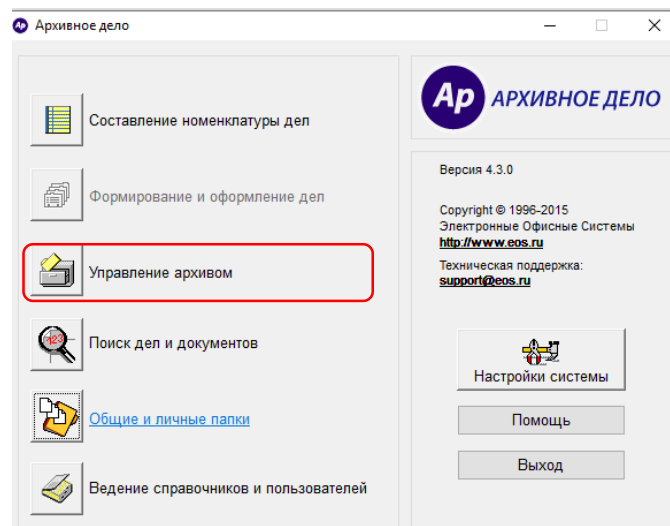 Ар Архивное дело
Составление номенклатуры дел
Формирование и оформление дел
Управление архивом
123
Поиск дел и документов
Общие и личные папки
Ведение справочников и пользователей
Ар АРХИВНОЕ ДЕЛО
Версия 4.3.0
Copyright © 1996-2015
Электронные Офисные Системы
http://www.eos.ru
Техническая поддержка:
support@eos.ru
Настройки системы
Помощь
Выход